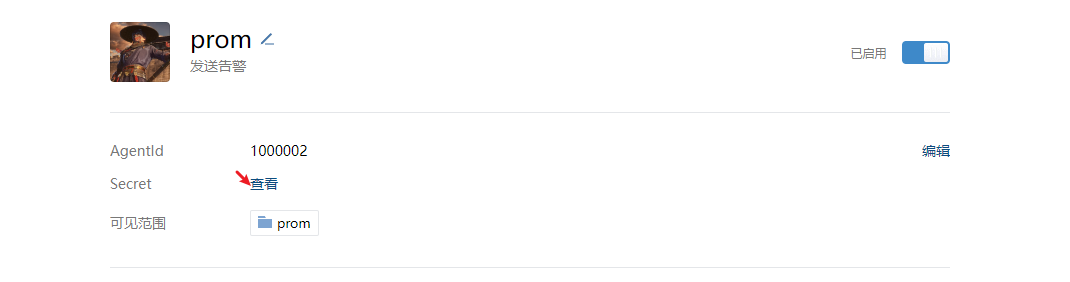 prom
发送告警
已启用
AgentId 1000002 编辑
Secret 查看
可见范围 prom